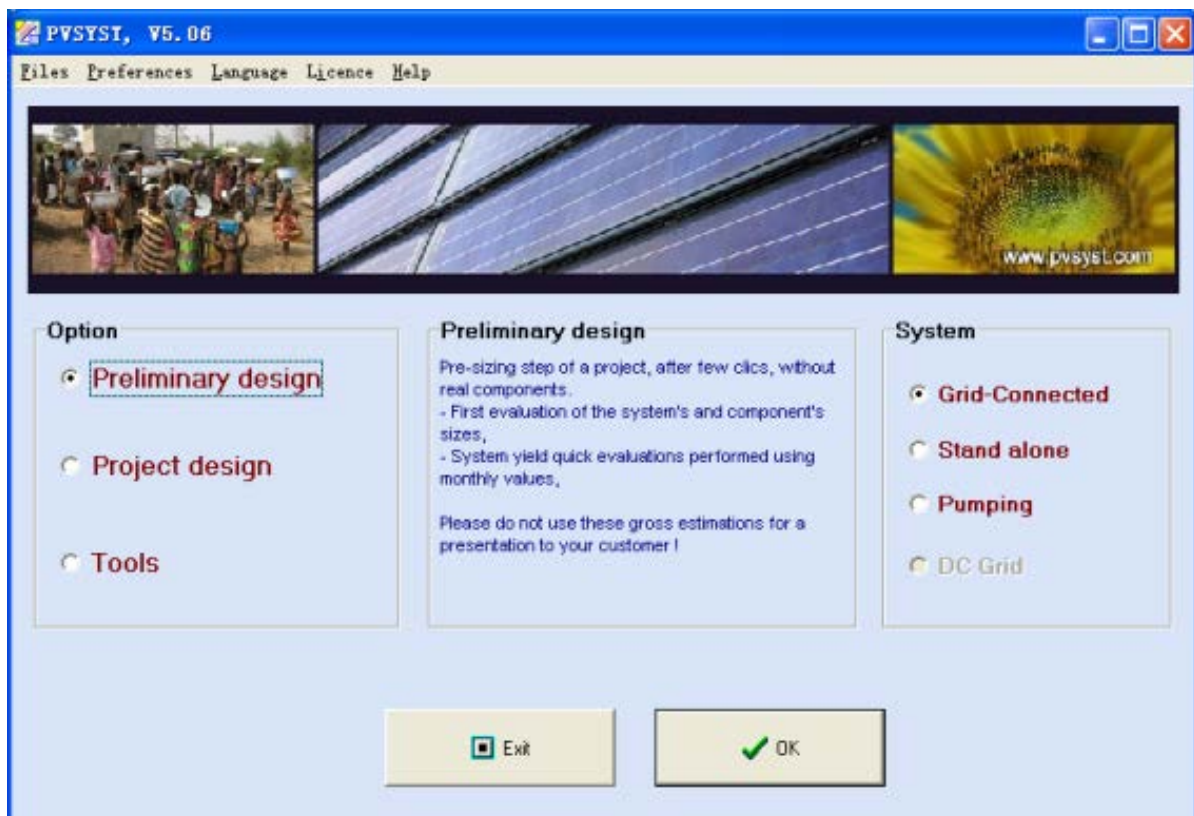 PVSYST, V5.06
Files Preferences Language Licence Help
www.pvsyst.com
Option
Preliminary design
Project design
Tools
Preliminary design
Pre-sizing step of a project, after few clics, without
real components.
- First evaluation of the system's and component's
sizes,
- System yield quick evaluations performed using
monthly values,
Please do not use these gross estimations for a
presentation to your customer !
System
Grid-Connected
Stand alone
Pumping
DC Grid
Exit
OK